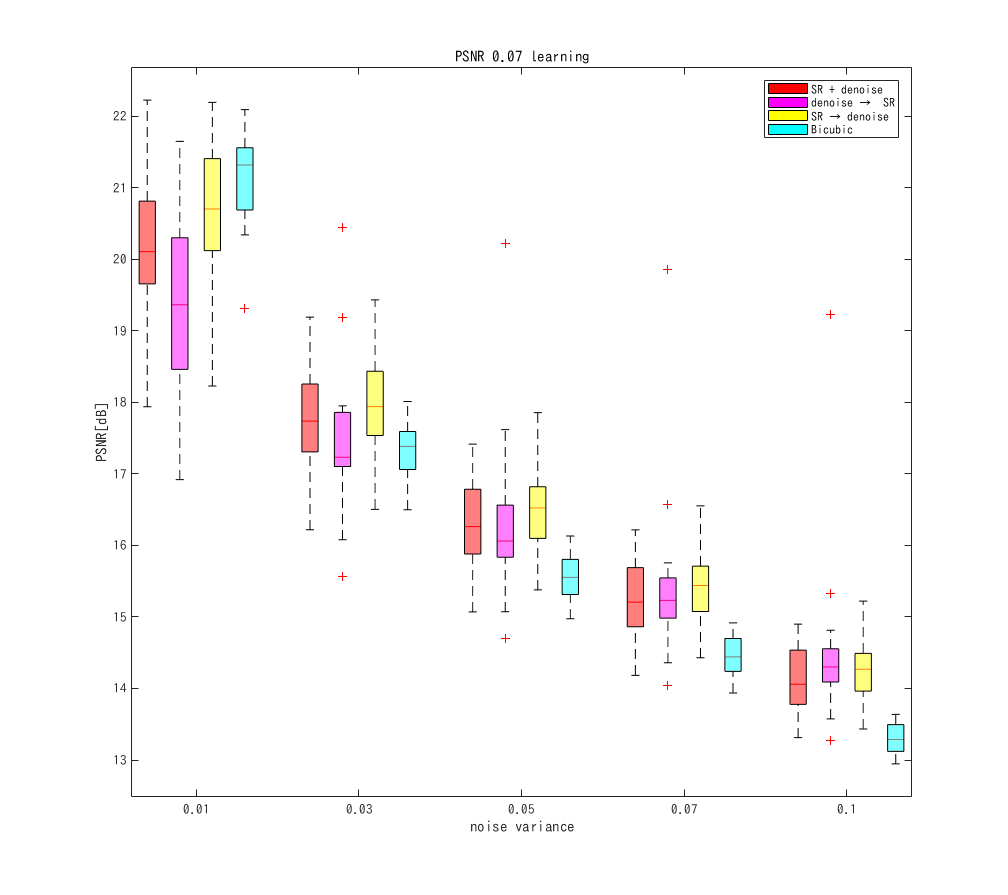 PSNR 0.07 learning
SR + denoise
denoise → SR
SR → denoise
Bicubic
PSNR[dB]
22
21
20
19
18
17
16
15
14
13
0.01 0.03 0.05 0.07 0.1
noise variance